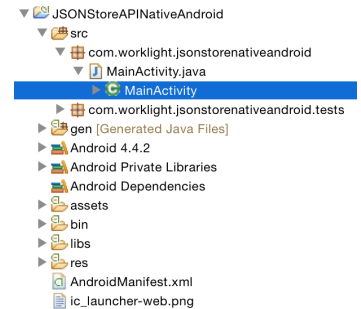 JSONStoreAPINativeAndroid
src
com.worklight.jsonstorenativeandroid
MainActivity.java
MainActivity
com.worklight.jsonstorenativeandroid.tests
gen [Generated Java Files]
Android 4.4.2
Android Private Libraries
Android Dependencies
assets
bin
libs
res
AndroidManifest.xml
ic_launcher-web.png